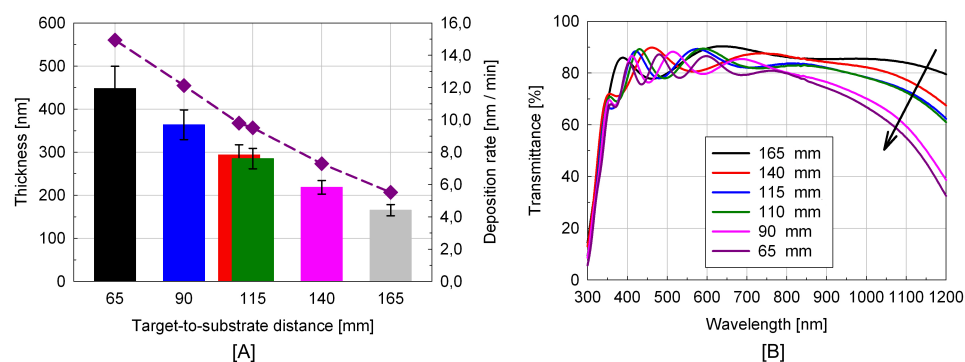 600
500
400
300
200
100
0
Thickness [nm]
16,0
14,0
12,0
10,0
8,0
6,0
4,0
2,0
0,0
Deposition rate [nm / min]
65 90 115 140 165
Target-to-substrate distance [mm]
[A]
100
80
60
40
20
0
Transmittance [%]
165 mm
140 mm
115 mm
110 mm
90 mm
65 mm
300 400 500 600 700 800 900 1000 1100 1200
Wavelength [nm]
[B]